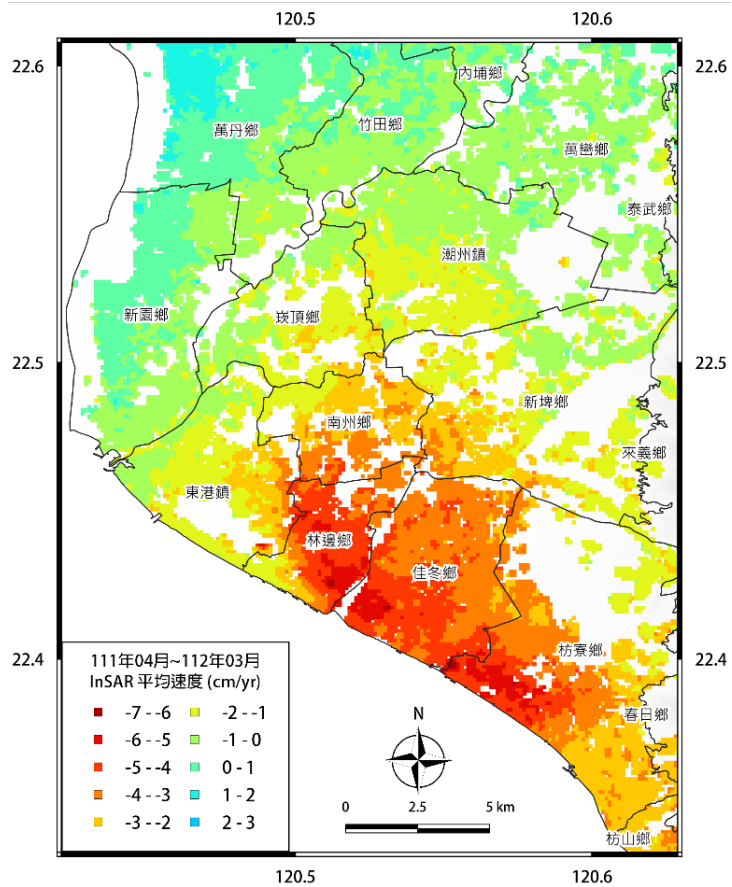 120.5
120.6
22.6
22.6
內埔鄉
竹田鄉
萬丹鄉
萬巒鄉
泰武鄉
潮州鎮
新園鄉
崁頂鄉
22.5
22.5
新埤鄉
南州鄉
來義鄉
東港鎮
林邊鄉
佳冬鄉
枋寮鄉
22.4
22.4
春日鄉
枋山鄉
111年04月~112年03月
InSAR 平均速度 (cm/yr)
-7 - -6
-6 - -5
-5 - -4
-4 - -3
-3 - -2
-2 - -1
-1 - 0
0 - 1
1 - 2
2 - 3
N
0 2.5 5 km
120.5
120.6